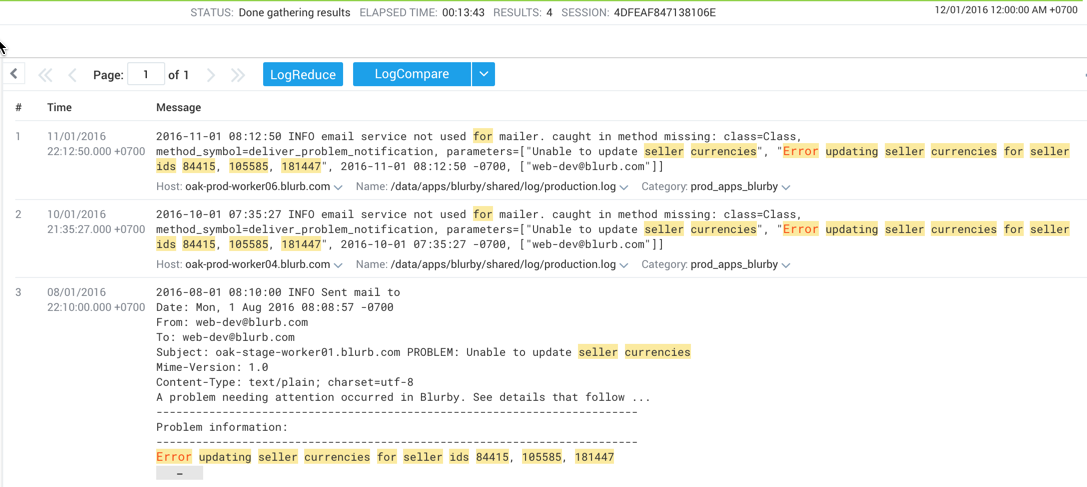 STATUS: Done gathering results ELAPSED TIME: 00:13:43 RESULTS: 4 SESSION: 4DFEAF847138106E 12/01/2016 12:00:00 AM +0700
Page: 1 of 1 LogReduce LogCompare
# Time Message
1 11/01/2016 2016-11-01 08:12:50 INFO email service not used for mailer. caught in method missing: class=Class,
22:12:50.000 +0700 method_symbol=deliver_problem_notification, parameters=["Unable to update seller currencies", "Error updating seller currencies for seller
ids 84415, 105585, 181447", 2016-11-01 08:12:50 -0700, ["web-dev@blurb.com"]]
Host: oak-prod-worker06.blurb.com Name: /data/apps/blurby/shared/log/production.log Category: prod_apps_blurby
2 10/01/2016 2016-10-01 07:35:27 INFO email service not used for mailer. caught in method missing: class=Class,
21:35:27.000 +0700 method_symbol=deliver_problem_notification, parameters=["Unable to update seller currencies", "Error updating seller currencies for seller
ids 84415, 105585, 181447", 2016-10-01 07:35:27 -0700, ["web-dev@blurb.com"]]
Host: oak-prod-worker04.blurb.com Name: /data/apps/blurby/shared/log/production.log Category: prod_apps_blurby
3 08/01/2016 2016-08-01 08:10:00 INFO Sent mail to
22:10:00.000 +0700 Date: Mon, 1 Aug 2016 08:08:57 -0700
From: web-dev@blurb.com
To: web-dev@blurb.com
Subject: oak-stage-worker01.blurb.com PROBLEM: Unable to update seller currencies
Mime-Version: 1.0
Content-Type: text/plain; charset=utf-8
A problem needing attention occurred in Blurby. See details that follow ...
--------------------------------------------------------------------------
Problem information:
--------------------------------------------------------------------------
Error updating seller currencies for seller ids 84415, 105585, 181447